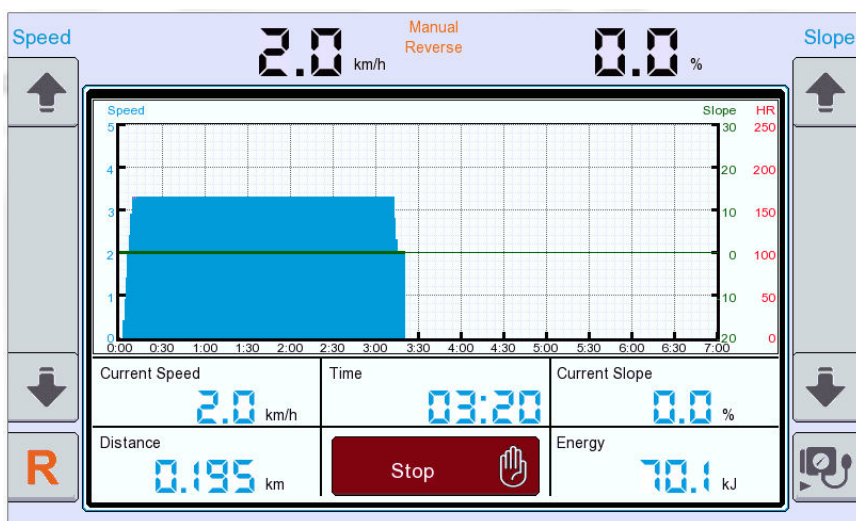 Speed 2.0 km/h Manual 0.0 % Slope
Reverse
Speed Slope HR
5 30 250
4 20 200
3 10 150
2 0 100
1 10 50
0 20 0
0:00 0:30 1:00 1:30 2:00 2:30 3:00 3:30 4:00 4:30 5:00 5:30 6:00 6:30 7:00
Current Speed Time Current Slope
2.0 km/h 03:20 0.0 %
Distance Energy
R 0.195 km Stop 70.1 kJ